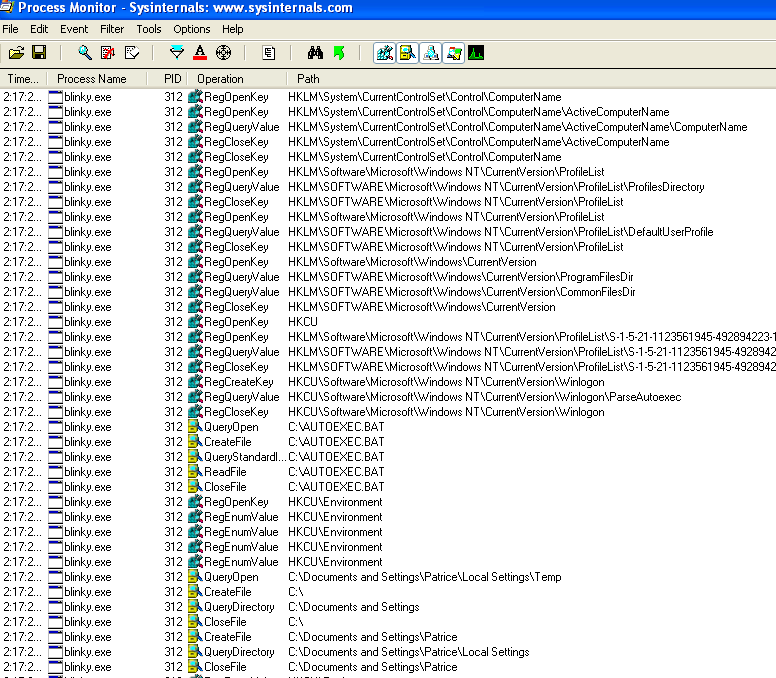 Process Monitor - Sysinternals: www.sysinternals.com
File Edit Event Filter Tools Options Help
Time... Process Name PID Operation Path
2:17:2... blinky.exe 312 RegOpenKey HKLM\System\CurrentControlSet\Control\ComputerName
2:17:2... blinky.exe 312 RegOpenKey HKLM\System\CurrentControlSet\Control\ComputerName\ActiveComputerName
2:17:2... blinky.exe 312 RegQueryValue HKLM\System\CurrentControlSet\Control\ComputerName\ActiveComputerName\ComputerName
2:17:2... blinky.exe 312 RegCloseKey HKLM\System\CurrentControlSet\Control\ComputerName\ActiveComputerName
2:17:2... blinky.exe 312 RegCloseKey HKLM\System\CurrentControlSet\Control\ComputerName
2:17:2... blinky.exe 312 RegOpenKey HKLM\Software\Microsoft\Windows NT\CurrentVersion\ProfileList
2:17:2... blinky.exe 312 RegQueryValue HKLM\SOFTWARE\Microsoft\Windows NT\CurrentVersion\ProfileList\ProfilesDirectory
2:17:2... blinky.exe 312 RegCloseKey HKLM\SOFTWARE\Microsoft\Windows NT\CurrentVersion\ProfileList
2:17:2... blinky.exe 312 RegOpenKey HKLM\Software\Microsoft\Windows NT\CurrentVersion\ProfileList
2:17:2... blinky.exe 312 RegQueryValue HKLM\SOFTWARE\Microsoft\Windows NT\CurrentVersion\ProfileList\DefaultUserProfile
2:17:2... blinky.exe 312 RegCloseKey HKLM\SOFTWARE\Microsoft\Windows NT\CurrentVersion\ProfileList
2:17:2... blinky.exe 312 RegOpenKey HKLM\Software\Microsoft\Windows\CurrentVersion
2:17:2... blinky.exe 312 RegQueryValue HKLM\SOFTWARE\Microsoft\Windows\CurrentVersion\ProgramFilesDir
2:17:2... blinky.exe 312 RegQueryValue HKLM\SOFTWARE\Microsoft\Windows\CurrentVersion\CommonFilesDir
2:17:2... blinky.exe 312 RegCloseKey HKLM\SOFTWARE\Microsoft\Windows\CurrentVersion
2:17:2... blinky.exe 312 RegOpenKey HKCU
2:17:2... blinky.exe 312 RegOpenKey HKLM\Software\Microsoft\Windows NT\CurrentVersion\ProfileList\S-1-5-21-1123561945-492894223-1
2:17:2... blinky.exe 312 RegQueryValue HKLM\SOFTWARE\Microsoft\Windows NT\CurrentVersion\ProfileList\S-1-5-21-1123561945-4928942
2:17:2... blinky.exe 312 RegCloseKey HKLM\SOFTWARE\Microsoft\Windows NT\CurrentVersion\ProfileList\S-1-5-21-1123561945-4928942
2:17:2... blinky.exe 312 RegCreateKey HKCU\Software\Microsoft\Windows NT\CurrentVersion\Winlogon
2:17:2... blinky.exe 312 RegQueryValue HKCU\Software\Microsoft\Windows NT\CurrentVersion\Winlogon\ParseAutoexec
2:17:2... blinky.exe 312 RegCloseKey HKCU\Software\Microsoft\Windows NT\CurrentVersion\Winlogon
2:17:2... blinky.exe 312 QueryOpen C:\AUTOEXEC.BAT
2:17:2... blinky.exe 312 CreateFile C:\AUTOEXEC.BAT
2:17:2... blinky.exe 312 QueryStandardI... C:\AUTOEXEC.BAT
2:17:2... blinky.exe 312 ReadFile C:\AUTOEXEC.BAT
2:17:2... blinky.exe 312 CloseFile C:\AUTOEXEC.BAT
2:17:2... blinky.exe 312 RegOpenKey HKCU\Environment
2:17:2... blinky.exe 312 RegEnumValue HKCU\Environment
2:17:2... blinky.exe 312 RegEnumValue HKCU\Environment
2:17:2... blinky.exe 312 RegEnumValue HKCU\Environment
2:17:2... blinky.exe 312 RegEnumValue HKCU\Environment
2:17:2... blinky.exe 312 QueryOpen C:\Documents and Settings\Patrice\Local Settings\Temp
2:17:2... blinky.exe 312 CreateFile C:\
2:17:2... blinky.exe 312 QueryDirectory C:\Documents and Settings
2:17:2... blinky.exe 312 CloseFile C:\
2:17:2... blinky.exe 312 CreateFile C:\Documents and Settings\Patrice
2:17:2... blinky.exe 312 QueryDirectory C:\Documents and Settings\Patrice\Local Settings
2:17:2... blinky.exe 312 CloseFile C:\Documents and Settings\Patrice